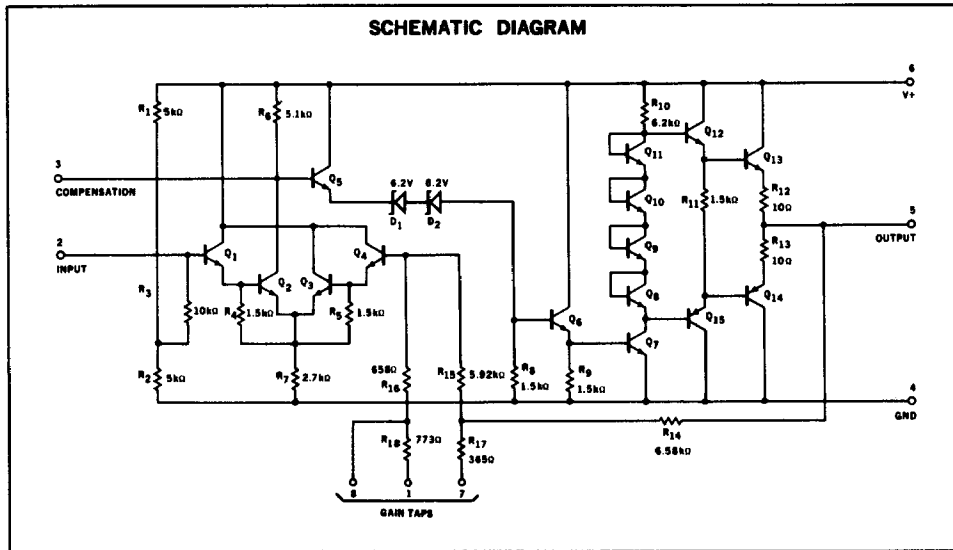 SCHEMATIC DIAGRAM
6
V+
R1
5kΩ
R6
5.1kΩ
R10
6.2kΩ
Q12
Q11
Q13
3
COMPENSATION
Q5
6.2V
6.2V
D1
D2
Q10
R11
1.5kΩ
R12
10Ω
2
INPUT
5
OUTPUT
Q1
Q4
Q9
R13
10Ω
Q2
Q3
R3
10kΩ
R4
1.5kΩ
R5
1.5kΩ
Q8
Q14
Q6
Q15
Q7
R2
5kΩ
R7
2.7kΩ
658Ω
R16
R15
5.92kΩ
R8
1.5kΩ
R9
1.5kΩ
4
GND
R18
773Ω
R17
365Ω
R14
6.58kΩ
8
1
7
GAIN TAPS